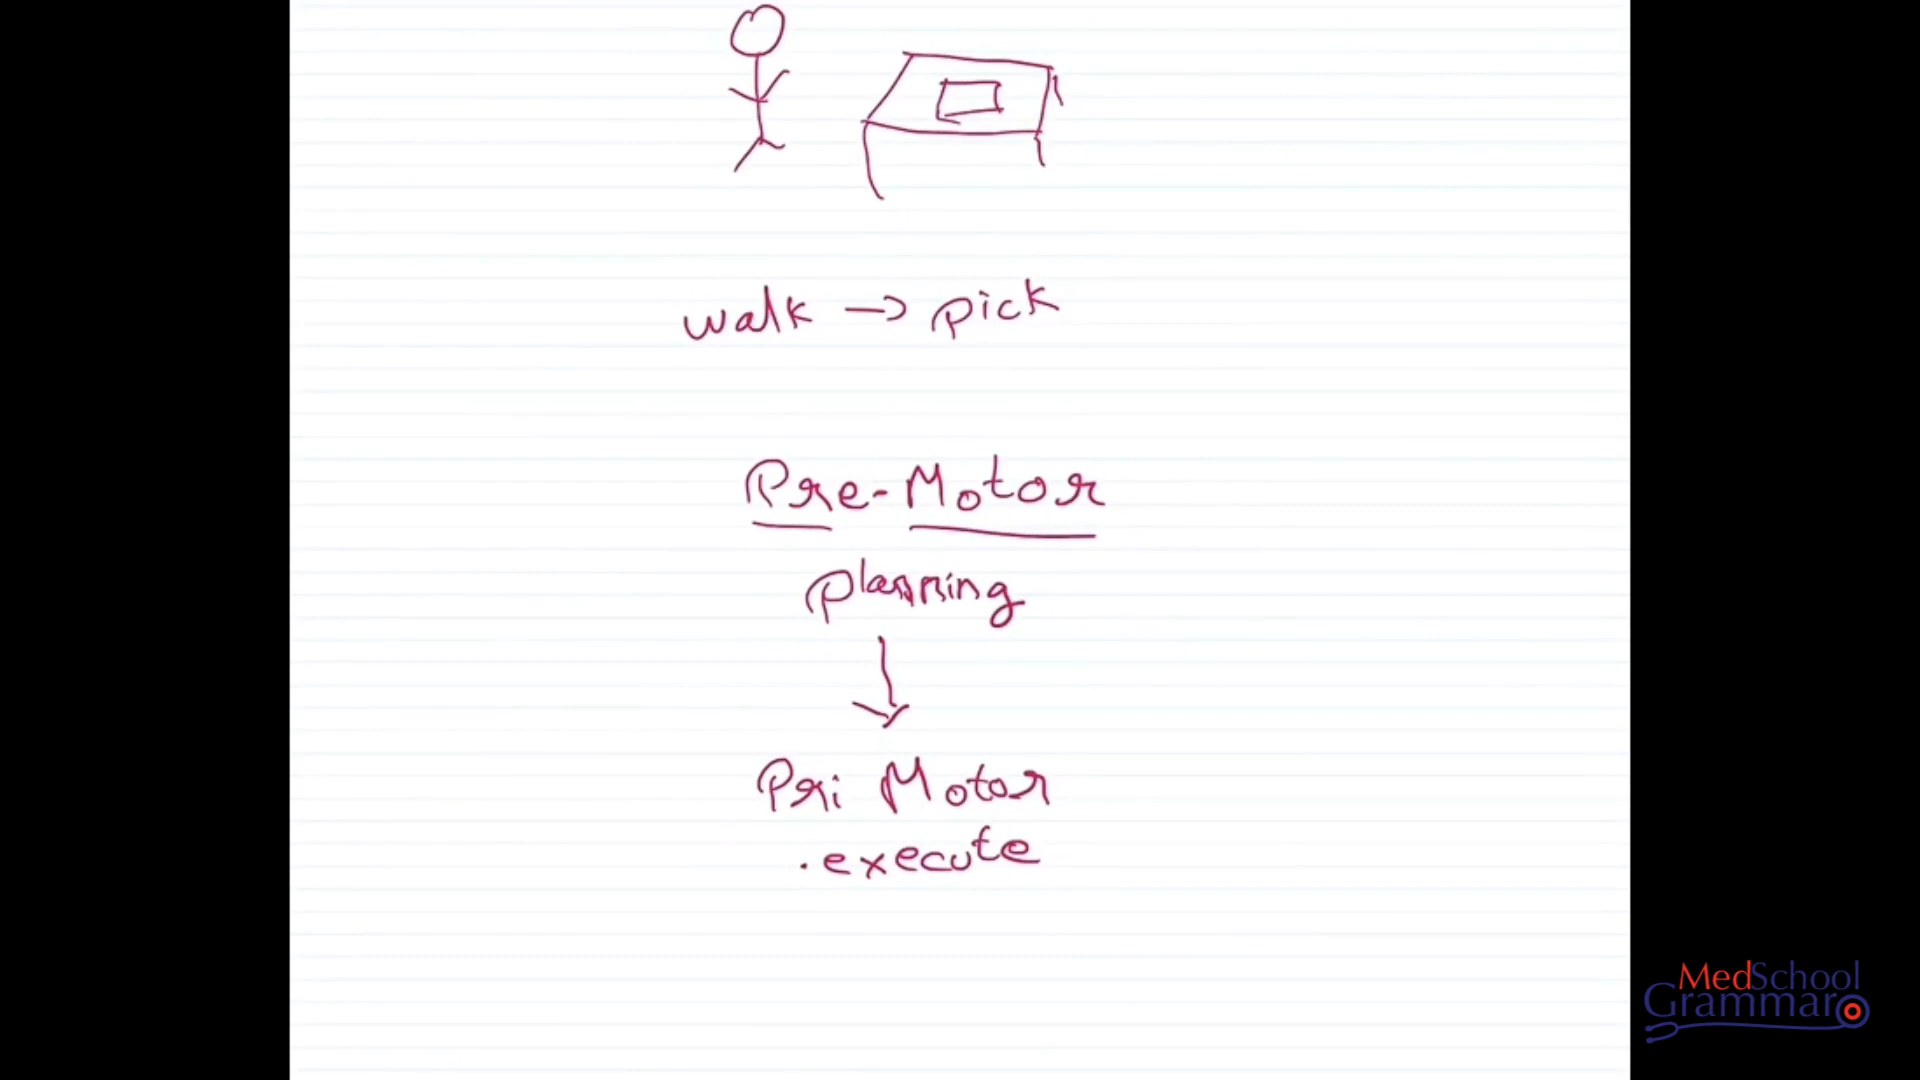 walk → pick
Pre-Motor
planning
↓
Pri Motor
. execute
MedSchool
Grammar